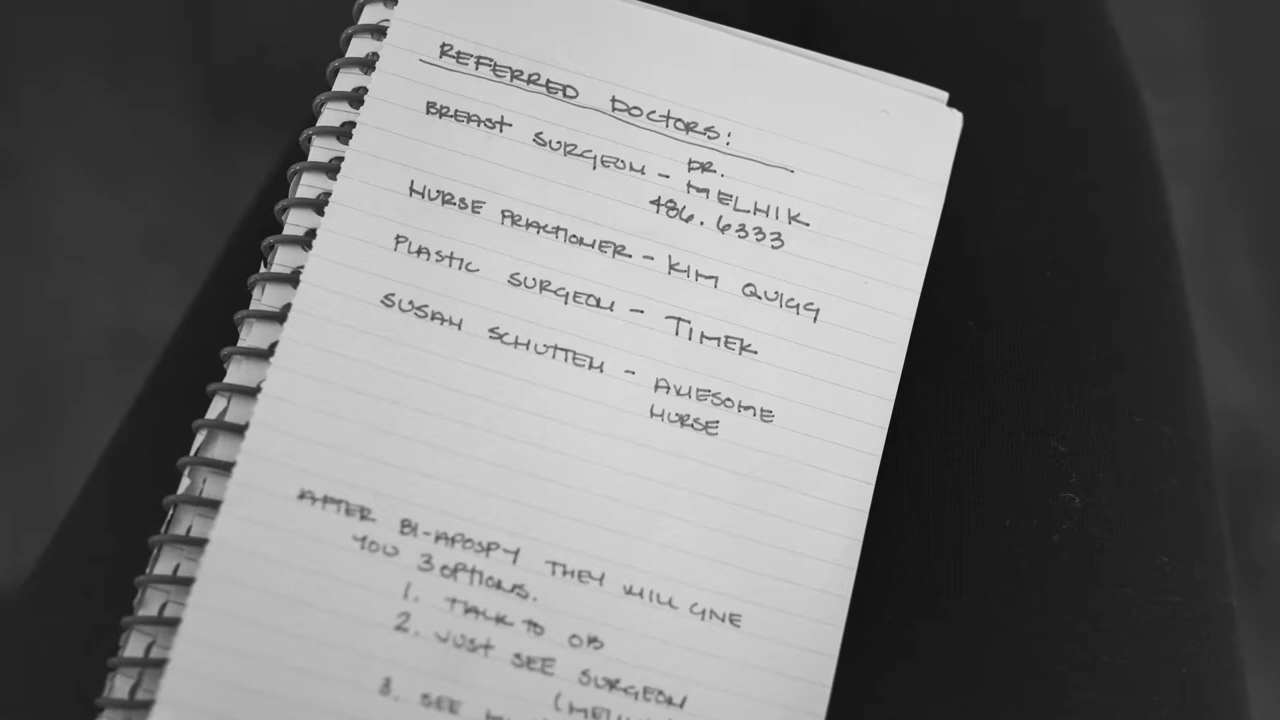 REFERRED DOCTORS:
BREAST SURGEON - DR. MELNIK
486.6333
NURSE PRACTIONER - KIM QUIGG
PLASTIC SURGEON - TIMEK
SUSAN SCHUTTEN - AWESOME
NURSE
AFTER BI-APOSPY THEY WILL GIVE
YOU 3 OPTIONS.
1. TALK TO OB
2. JUST SEE SURGEON
3. SEE